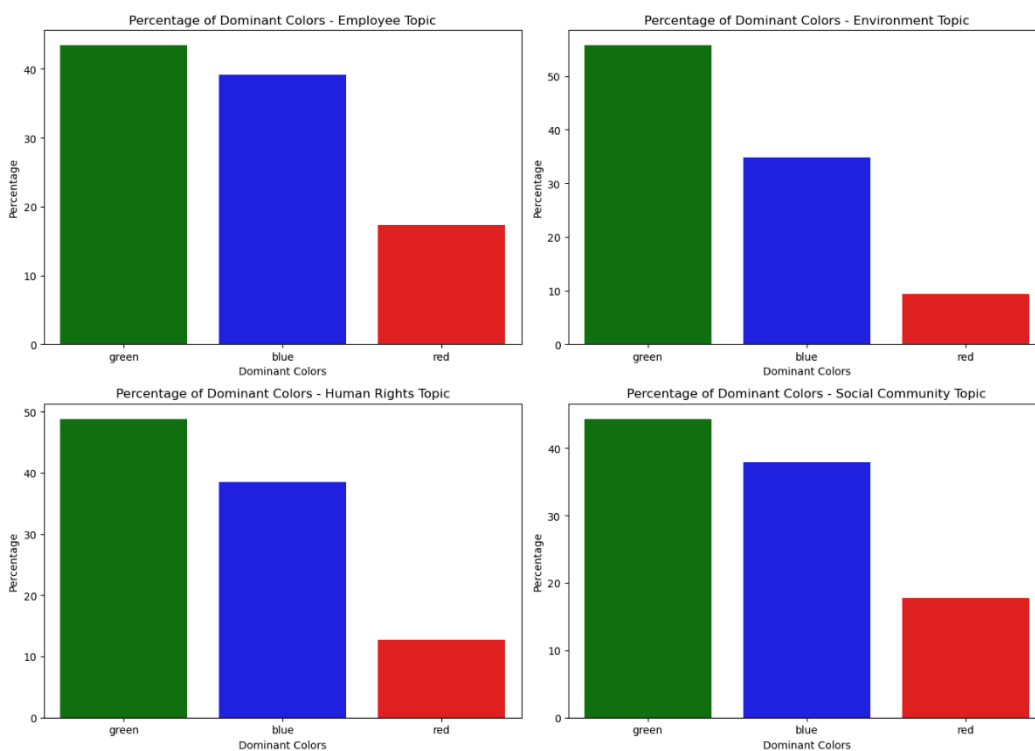 Percentage of Dominant Colors - Employee Topic
Percentage
40
30
20
10
0
green blue red
Dominant Colors
Percentage of Dominant Colors - Environment Topic
Percentage
50
40
30
20
10
0
green blue red
Dominant Colors
Percentage of Dominant Colors - Human Rights Topic
Percentage
50
40
30
20
10
0
green blue red
Dominant Colors
Percentage of Dominant Colors - Social Community Topic
Percentage
40
30
20
10
0
green blue red
Dominant Colors